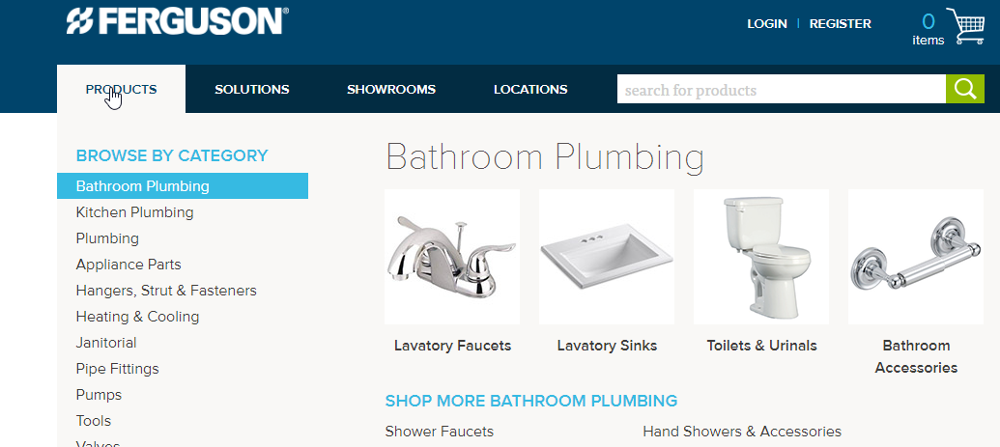 FERGUSON®
LOGIN | REGISTER
0
items
PRODUCTS
SOLUTIONS
SHOWROOMS
LOCATIONS
search for products
BROWSE BY CATEGORY
Bathroom Plumbing
Kitchen Plumbing
Plumbing
Appliance Parts
Hangers, Strut & Fasteners
Heating & Cooling
Janitorial
Pipe Fittings
Pumps
Tools
Valves
Bathroom Plumbing
Lavatory Faucets
Lavatory Sinks
Toilets & Urinals
Bathroom
Accessories
SHOP MORE BATHROOM PLUMBING
Shower Faucets
Hand Showers & Accessories